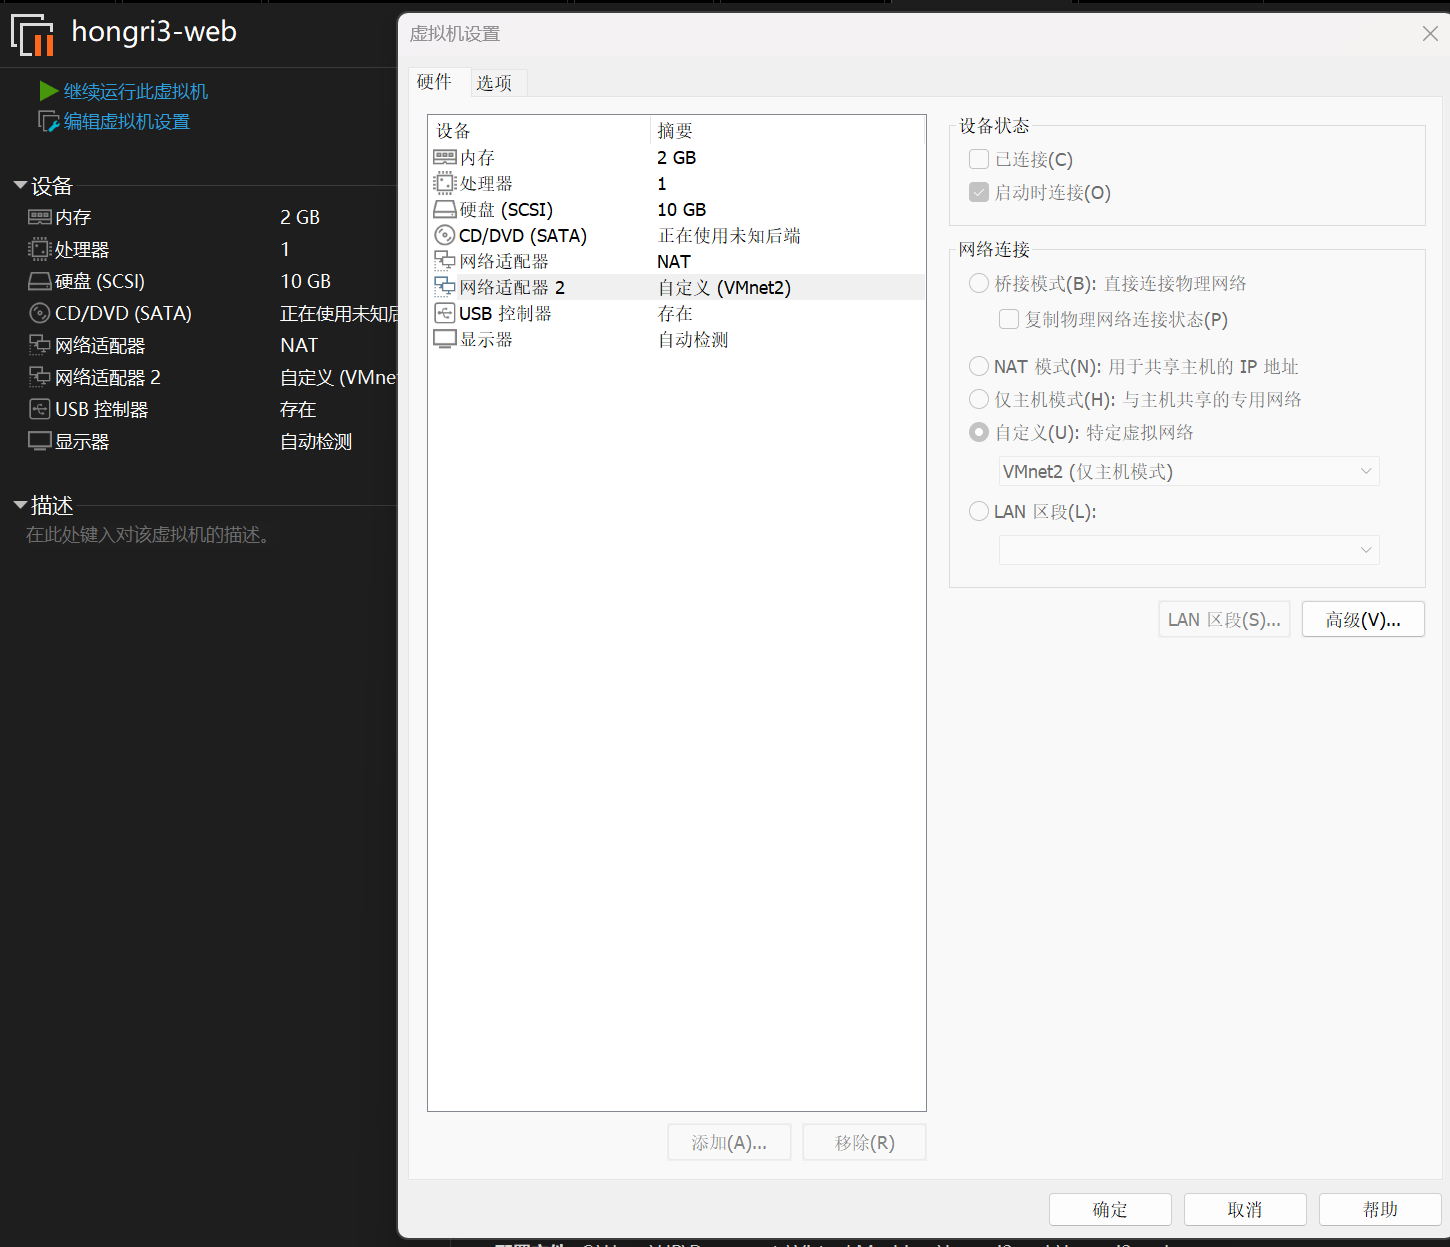 hongri3-web
继续运行此虚拟机
编辑虚拟机设置
设备
内存 2 GB
处理器 1
硬盘 (SCSI) 10 GB
CD/DVD (SATA) 正在使用未知后
网络适配器 NAT
网络适配器 2 自定义 (VMne
USB 控制器 存在
显示器 自动检测
描述
在此处键入对该虚拟机的描述。
虚拟机设置
硬件 选项
设备 摘要
内存 2 GB
处理器 1
硬盘 (SCSI) 10 GB
CD/DVD (SATA) 正在使用未知后端
网络适配器 NAT
网络适配器 2 自定义 (VMnet2)
USB 控制器 存在
显示器 自动检测
添加(A)... 移除(R)
设备状态
已连接(C)
启动时连接(O)
网络连接
桥接模式(B): 直接连接物理网络
复制物理网络连接状态(P)
NAT 模式(N): 用于共享主机的 IP 地址
仅主机模式(H): 与主机共享的专用网络
自定义(U): 特定虚拟网络
VMnet2 (仅主机模式)
LAN 区段(L):
LAN 区段(S)... 高级(V)...
确定 取消 帮助